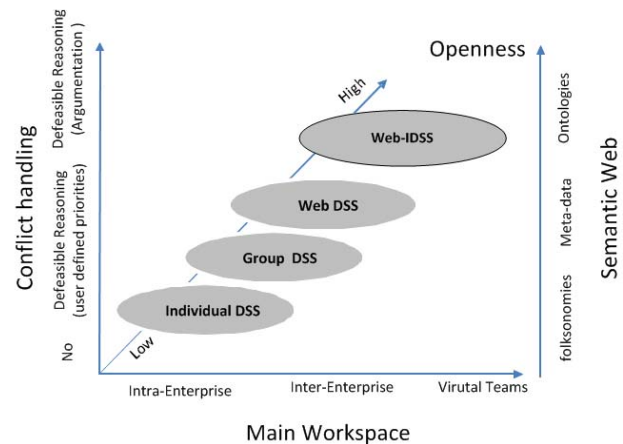 Openness
Conflict handling
Defeasible Reasoning
(Argumentation)
Defeasible Reasoning
(user defined priorities)
No
High
Web-IDSS
Web DSS
Group DSS
Individual DSS
Low
Ontologies
Meta-data
folksonomies
Semantic Web
Intra-Enterprise
Inter-Enterprise
Virutal Teams
Main Workspace